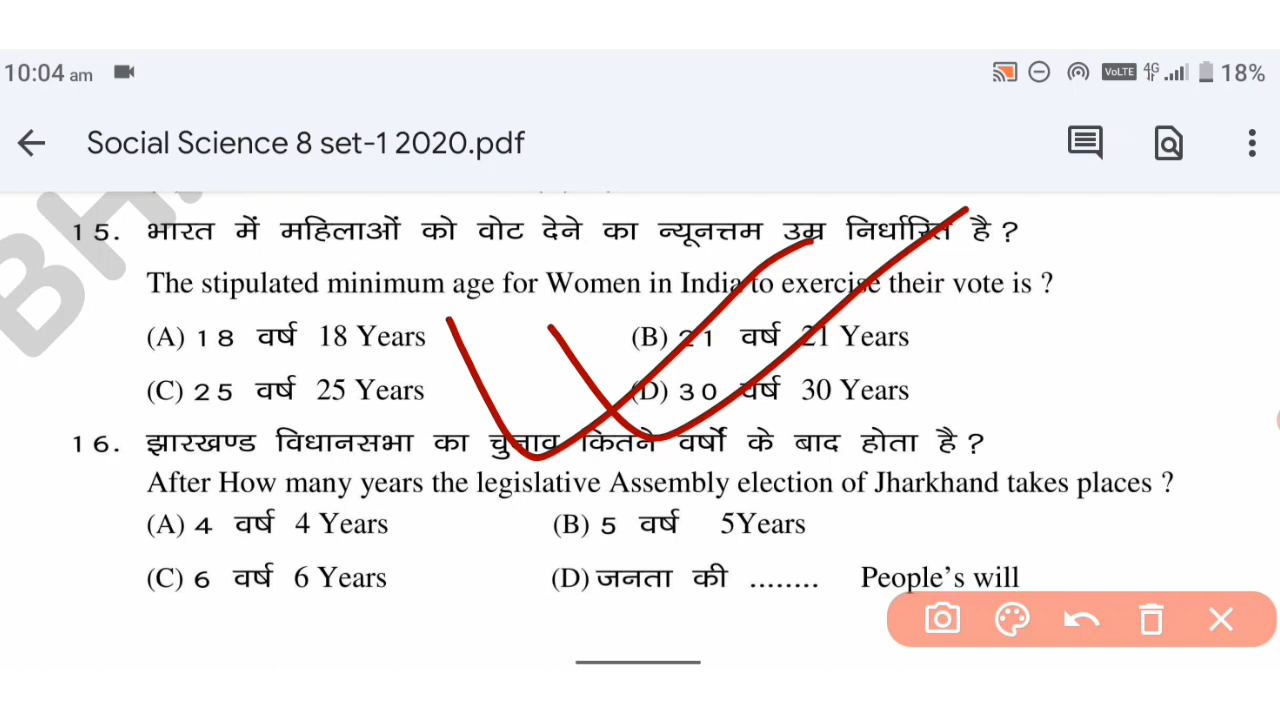 10:04 am VoLTE 4G 18%
Social Science 8 set-1 2020.pdf
BH
15. भारत में महिलाओं को वोट देने का न्यूनत्तम उम्र निर्धारित है ?
The stipulated minimum age for Women in India to exercise their vote is ?
(A) 18 वर्ष 18 Years (B) 21 वर्ष 21 Years
(C) 25 वर्ष 25 Years (D) 30 वर्ष 30 Years
16. झारखण्ड विधानसभा का चुनाव कितने वर्षों के बाद होता है ?
After How many years the legislative Assembly election of Jharkhand takes places ?
(A) 4 वर्ष 4 Years (B) 5 वर्ष 5Years
(C) 6 वर्ष 6 Years (D) जनता की ........ People's will